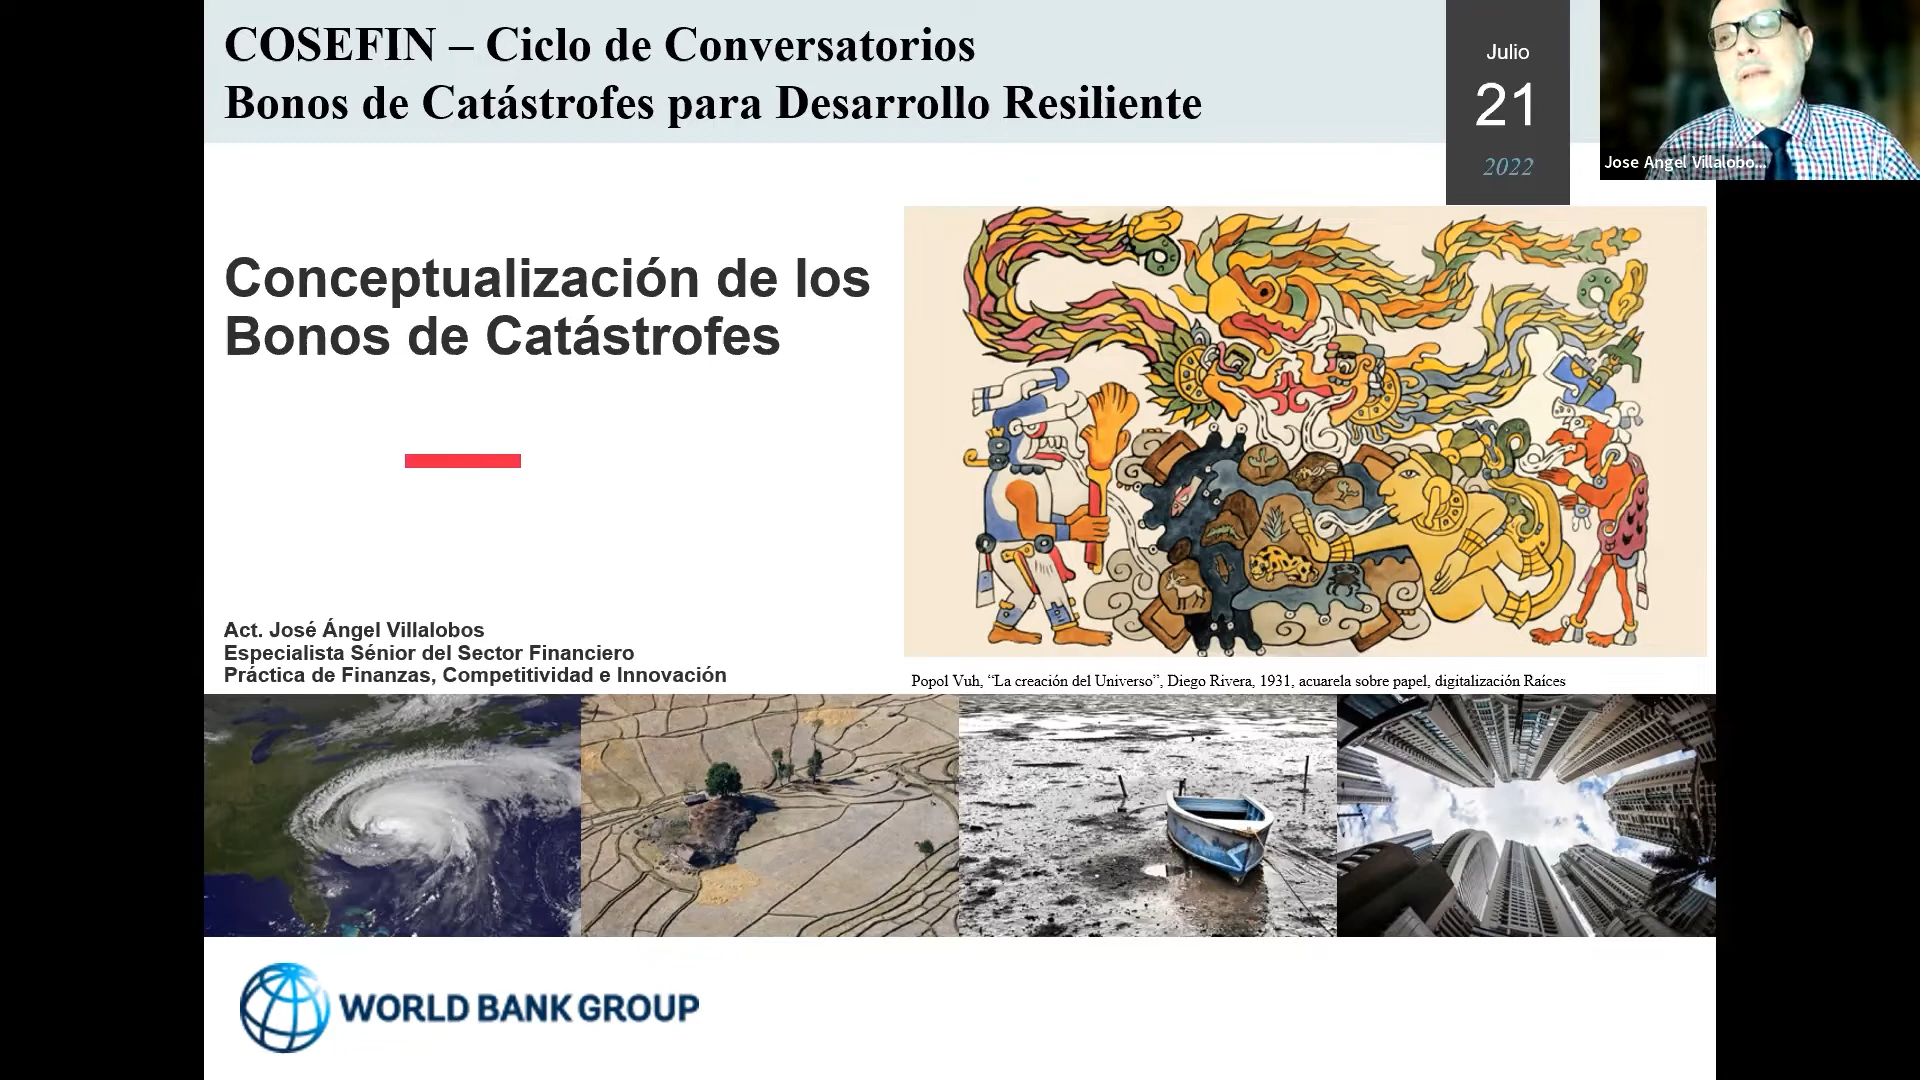 COSEFIN – Ciclo de Conversatorios
Bonos de Catástrofes para Desarrollo Resiliente
Julio
21
2022
Jose Angel Villalobo...
Conceptualización de los
Bonos de Catástrofes
Act. José Ángel Villalobos
Especialista Sénior del Sector Financiero
Práctica de Finanzas, Competitividad e Innovación
Popol Vuh, “La creación del Universo”, Diego Rivera, 1931, acuarela sobre papel, digitalización Raíces
WORLD BANK GROUP